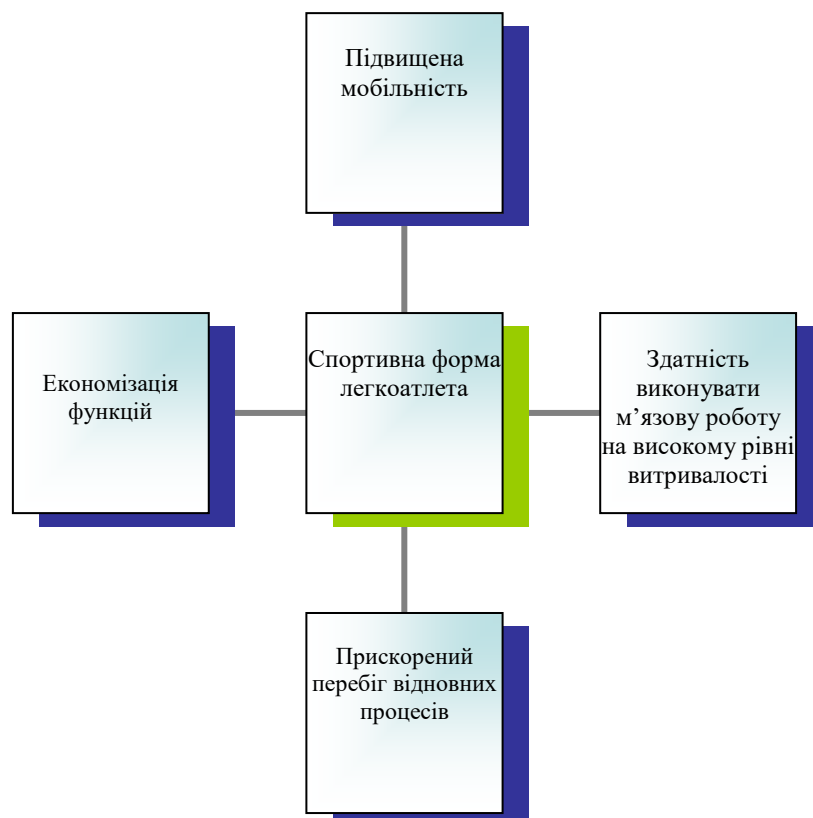 Підвищена
мобільність
Економізація
функцій
Спортивна форма
легкоатлета
Здатність
виконувати
м’язову роботу
на високому рівні
витривалості
Прискорений
перебіг відновних
процесів